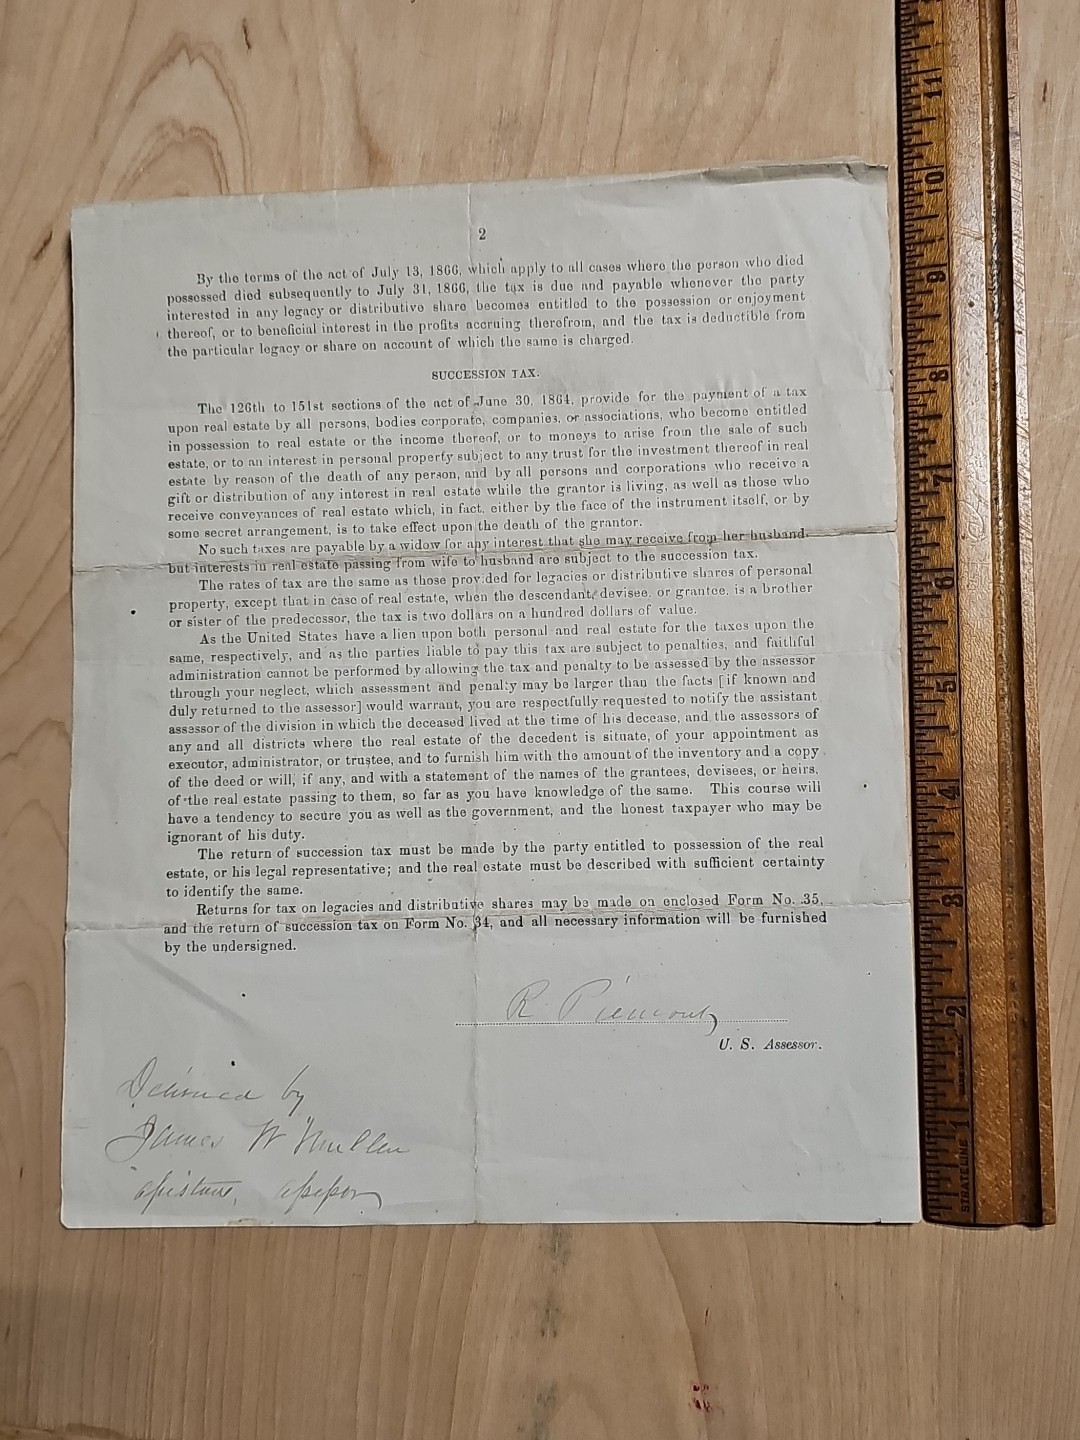 2
By the terms of the act of July 13, 1866, which apply to all cases where the person who died
possessed died subsequently to July 31, 1866, the tax is due and payable whenever the party
interested in any legacy or distributive share becomes entitled to the possession or enjoyment
thereof, or to beneficial interest in the profits accruing therefrom, and the tax is deductible from
the particular legacy or share on account of which the same is charged.
SUCCESSION TAX.
The 126th to 151st sections of the act of June 30, 1864, provide for the payment of a tax
upon real estate by all persons, bodies corporate, companies, or associations, who become entitled
in possession to real estate or the income thereof, or to moneys to arise from the sale of such
estate, or to an interest in personal property subject to any trust for the investment thereof in real
estate by reason of the death of any person, and by all persons and corporations who receive a
gift or distribution of any interest in real estate while the grantor is living, as well as those who
receive conveyances of real estate which, in fact, either by the face of the instrument itself, or by
some secret arrangement, is to take effect upon the death of the grantor.
No such taxes are payable by a widow for any interest that she may receive from her husband,
but interests in real estate passing from wife to husband are subject to the succession tax.
The rates of tax are the same as those provided for legacies or distributive shares of personal
property, except that in case of real estate, when the descendant, devisee, or grantee, is a brother
or sister of the predecessor, the tax is two dollars on a hundred dollars of value.
As the United States have a lien upon both personal and real estate for the taxes upon the
same, respectively, and as the parties liable to pay this tax are subject to penalties, and faithful
administration cannot be performed by allowing the tax and penalty to be assessed by the assessor
through your neglect, which assessment and penalty may be larger than the facts [if known and
duly returned to the assessor] would warrant, you are respectfully requested to notify the assistant
assessor of the division in which the deceased lived at the time of his decease, and the assessors of
any and all districts where the real estate of the decedent is situate, of your appointment as
executor, administrator, or trustee, and to furnish him with the amount of the inventory and a copy
of the deed or will, if any, and with a statement of the names of the grantees, devisees, or heirs,
of the real estate passing to them, so far as you have knowledge of the same. This course will
have a tendency to secure you as well as the government, and the honest taxpayer who may be
ignorant of his duty.
The return of succession tax must be made by the party entitled to possession of the real
estate, or his legal representative; and the real estate must be described with sufficient certainty
to identify the same.
Returns for tax on legacies and distributive shares may be made on enclosed Form No. 35,
and the return of succession tax on Form No. 34, and all necessary information will be furnished
by the undersigned.
R Piemont
U. S. Assessor.
by
James
11
10
9
8
7
6
5
4
3
2
1
STRATE LINE